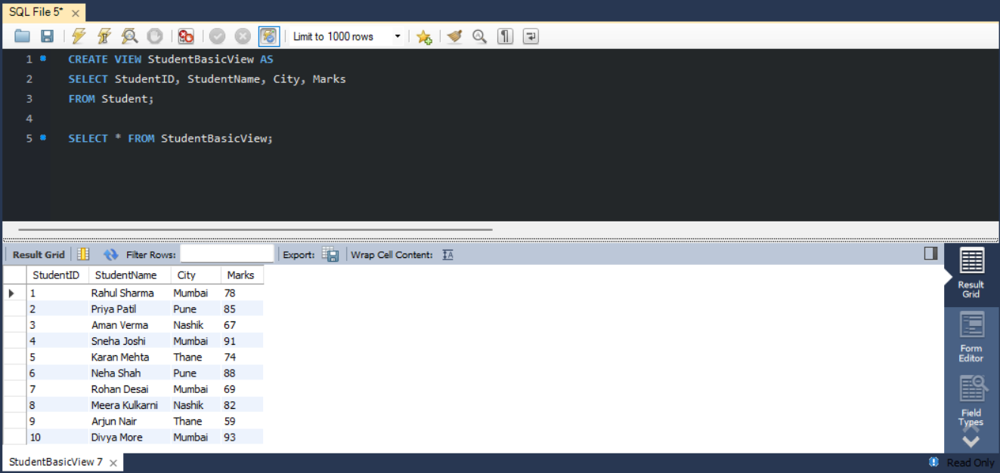 SQL File 5*
Limit to 1000 rows
1 CREATE VIEW StudentBasicView AS
2 SELECT StudentID, StudentName, City, Marks
3 FROM Student;
4
5 SELECT * FROM StudentBasicView;
Result Grid Filter Rows: Export: Wrap Cell Content:
StudentID StudentName City Marks
1 Rahul Sharma Mumbai 78
2 Priya Patil Pune 85
3 Aman Verma Nashik 67
4 Sneha Joshi Mumbai 91
5 Karan Mehta Thane 74
6 Neha Shah Pune 88
7 Rohan Desai Mumbai 69
8 Meera Kulkarni Nashik 82
9 Arjun Nair Thane 59
10 Divya More Mumbai 93
Result
Grid
Form
Editor
Field
Types
StudentBasicView 7
Read Only